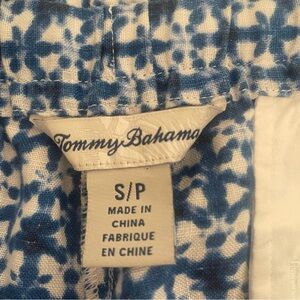 Tommy Bahama
S/P
MADE IN
CHINA
FABRIQUE
EN CHINE